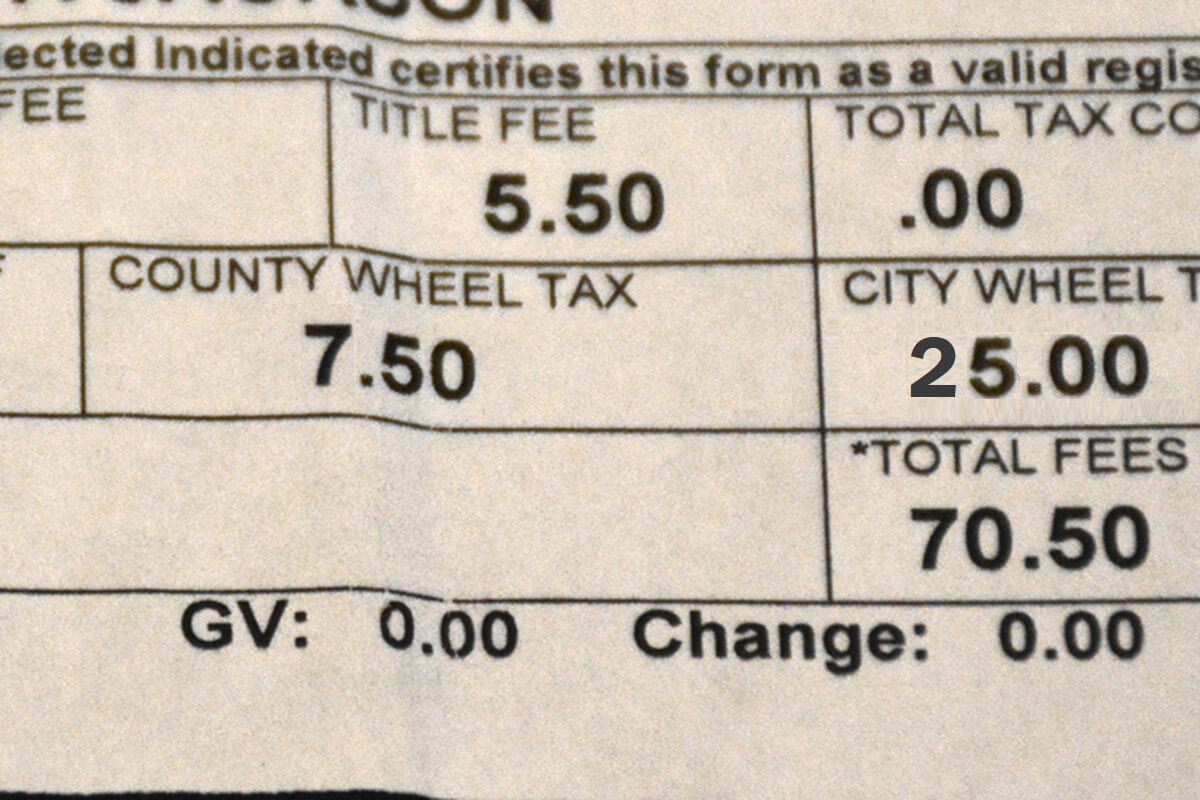 ected Indicated certifies this form as a valid regis
FEE TITLE FEE TOTAL TAX CO
5.50 .00
COUNTY WHEEL TAX CITY WHEEL T
7.50 25.00
*TOTAL FEES
70.50
GV: 0.00 Change: 0.00